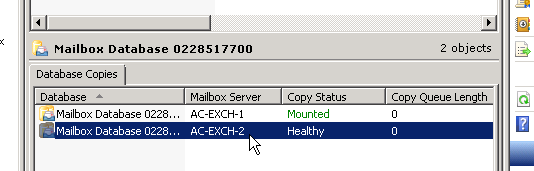 Mailbox Database 0228517700 2 objects
Database Copies
Database Mailbox Server Copy Status Copy Queue Length
Mailbox Database 0228... AC-EXCH-1 Mounted 0
Mailbox Database 0228... AC-EXCH-2 Healthy 0